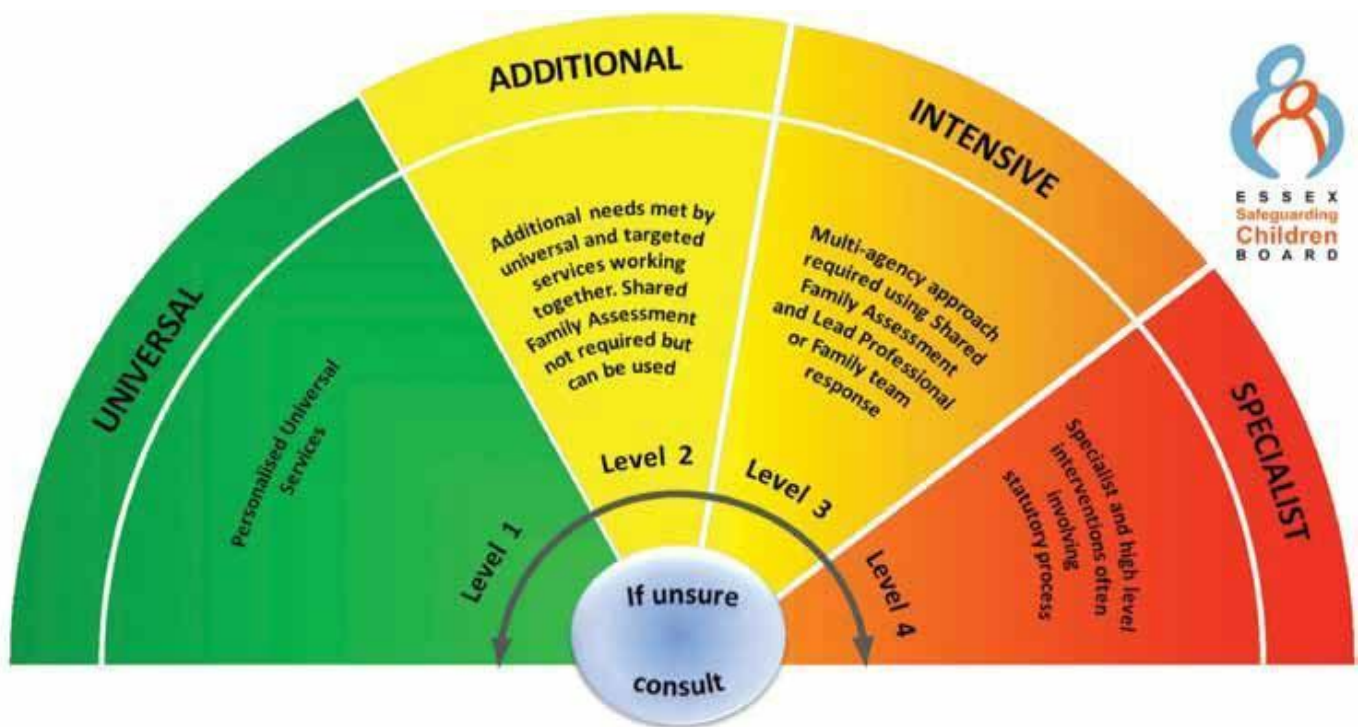 UNIVERSAL
Personalised Universal
Services
Level 1
ADDITIONAL
Additional needs met by
universal and targeted
services working
together. Shared
Family Assessment
not required but
can be used
Level 2
INTENSIVE
Multi-agency approach
required using Shared
Family Assessment
and Lead Professional
or Family team
response
Level 3
SPECIALIST
Specialist and high level
interventions often
involving
statutory process
Level 4
If unsure
consult
ESSEX
Safeguarding
Children
BOARD